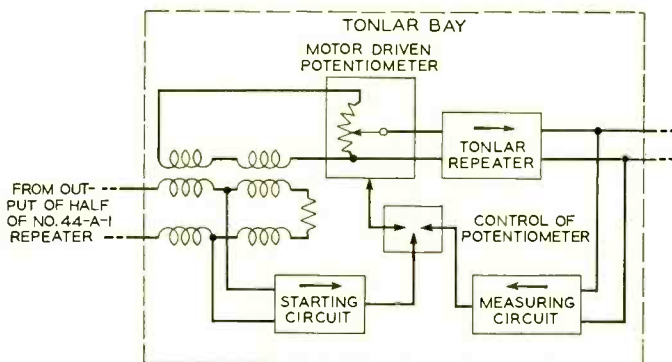 TONLAR BAY
MOTOR DRIVEN
POTENTIOMETER
TONLAR
REPEATER
FROM OUT-
PUT OF HALF
OF NO. 44-A-1
REPEATER
CONTROL OF
POTENTIOMETER
STARTING
CIRCUIT
MEASURING
CIRCUIT